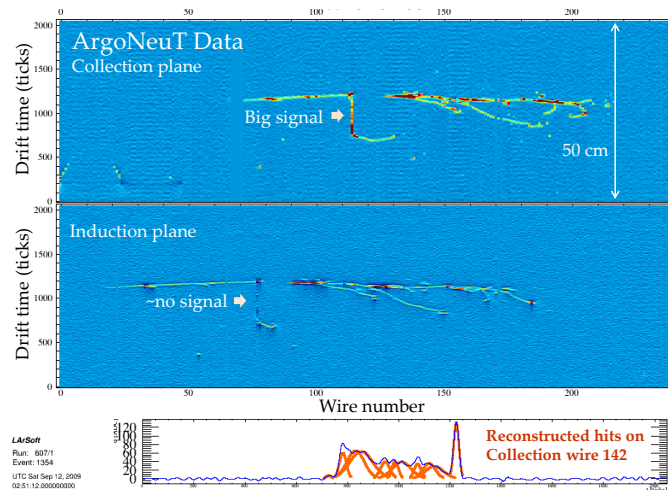 0 50 100 150 200
ArgoNeuT Data
Collection plane
Drift time (ticks)
2000
1500
1000
500
0
Big signal
50 cm
Induction plane
Drift time (ticks)
2000
1500
1000
500
0
~no signal
0 50 100 150 200
Wire number
LArSoft
Run: 607/1
Event: 1354
UTC Sat Sep 12, 2009
02:51:12.000000000
120
100
80
60
40
20
0
Reconstructed hits on
Collection wire 142